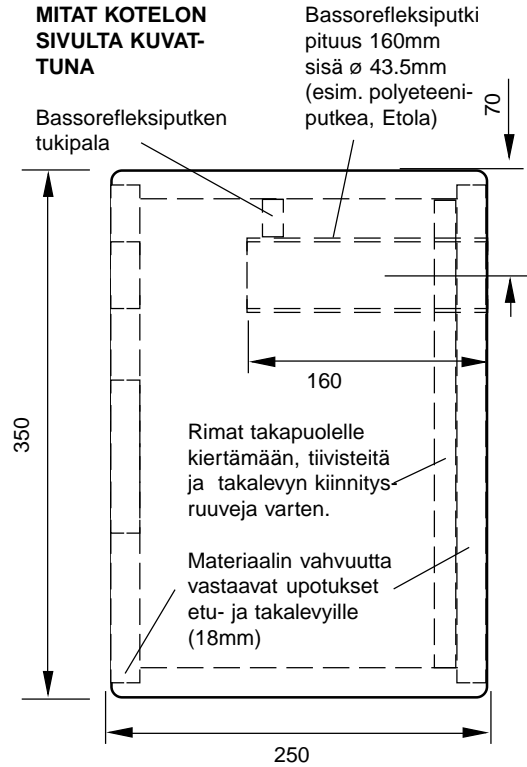 MITAT KOTELON
SIVULTA KUVAT-
TUNA
Bassorefleksiputki
pituus 160mm
sisä ø 43.5mm
(esim. polyeteeni-
putkea, Etola)
70
Bassorefleksiputken
tukipala
160
350
Rimat takapuolelle
kiertämään, tiivisteitä
ja takalevyn kiinnitys-
ruuveja varten.
Materiaalin vahvuutta
vastaavat upotukset
etu- ja takalevyille
(18mm)
250